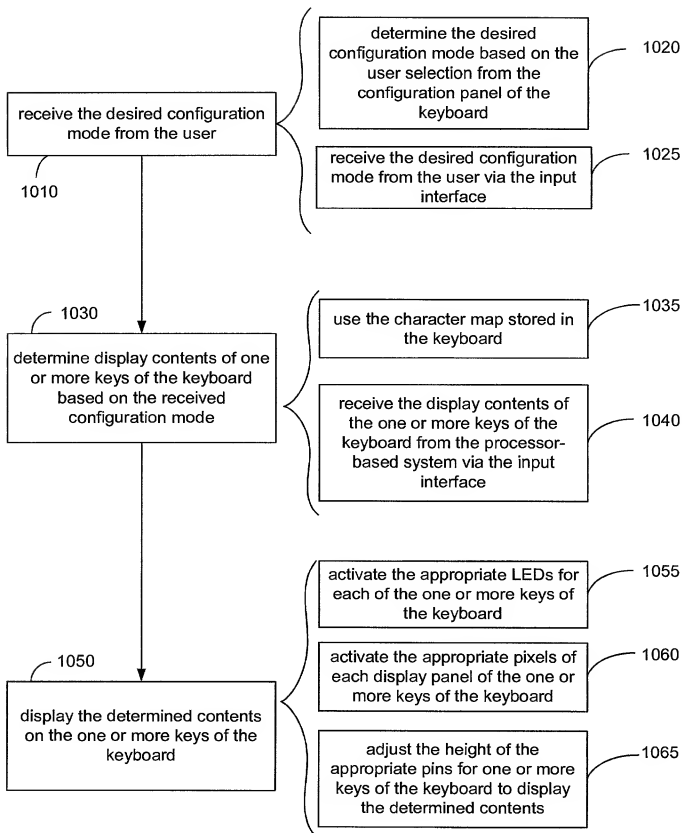 receive the desired configuration
mode from the user
1010
determine the desired
configuration mode based on the
user selection from the
configuration panel of the
keyboard
1020
receive the desired configuration
mode from the user via the input
interface
1025
1030
determine display contents of one
or more keys of the keyboard
based on the received
configuration mode
use the character map stored in
the keyboard
1035
receive the display contents of
the one or more keys of the
keyboard from the processor-
based system via the input
interface
1040
1050
display the determined contents
on the one or more keys of the
keyboard
activate the appropriate LEDs for
each of the one or more keys of
the keyboard
1055
activate the appropriate pixels of
each display panel of the one or
more keys of the keyboard
1060
adjust the height of the
appropriate pins for one or more
keys of the keyboard to display
the determined contents
1065